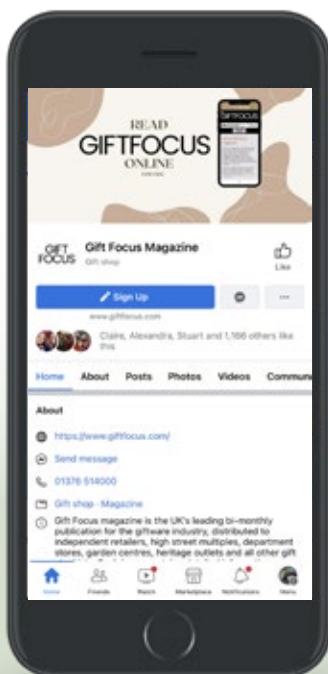 READ
GIFTFOCUS
ONLINE
GIFTFOCUS
GIFT
FOCUS
Gift Focus Magazine
Gift shop
Like
Sign Up
www.giftfocus.com
Claire, Alexandra, Stuart and 1,166 others like
this
Home About Posts Photos Videos Commun
About
https://www.giftfocus.com/
Send message
01376 514000
Gift shop · Magazine
Gift Focus magazine is the UK's leading bi-monthly
publication for the giftware industry, distributed to
independent retailers, high street multiples, department
stores, garden centres, heritage outlets and all other gift
Home Friends Watch Marketplace Notifications Menu